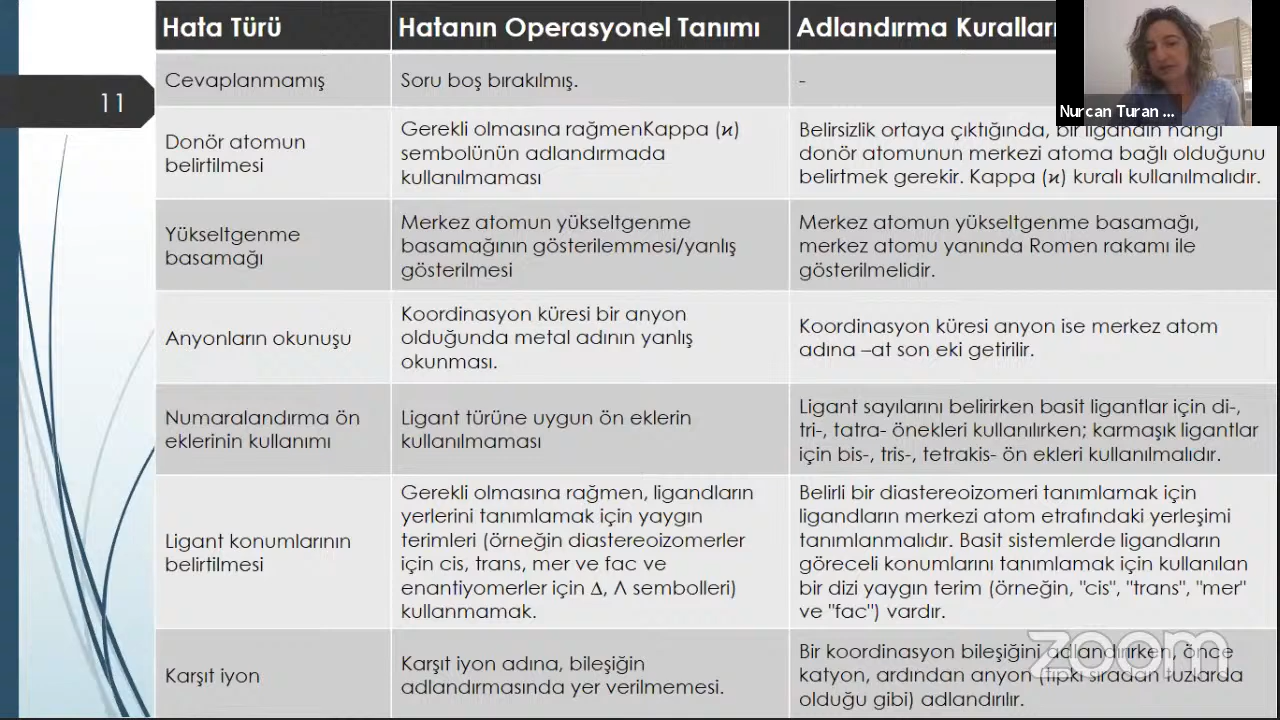 Hata Türü
Hatanın Operasyonel Tanımı
Adlandırma Kuralları
11
Cevaplanmamış
Soru boş bırakılmış.
-
Nurcan Turan ...
Donör atomun
belirtilmesi
Gerekli olmasına rağmenKappa (ϰ)
sembolünün adlandırmada
kullanılmaması
Belirsizlik ortaya çıktığında, bir ligandın hangi
donör atomunun merkezi atoma bağlı olduğunu
belirtmek gerekir. Kappa (ϰ) kuralı kullanılmalıdır.
Yükseltgenme
basamağı
Merkez atomun yükseltgenme
basamağının gösterilemmesi/yanlış
gösterilmesi
Merkez atomun yükseltgenme basamağı,
merkez atomu yanında Romen rakamı ile
gösterilmelidir.
Anyonların okunuşu
Koordinasyon küresi bir anyon
olduğunda metal adının yanlış
okunması.
Koordinasyon küresi anyon ise merkez atom
adına –at son eki getirilir.
Numaralandırma ön
eklerinin kullanımı
Ligant türüne uygun ön eklerin
kullanılmaması
Ligant sayılarını belirirken basit ligantlar için di-,
tri-, tatra- önekleri kullanılırken; karmaşık ligantlar
için bis-, tris-, tetrakis- ön ekleri kullanılmalıdır.
Ligant konumlarının
belirtilmesi
Gerekli olmasına rağmen, ligandların
yerlerini tanımlamak için yaygın
terimleri (örneğin diastereoizomerler
için cis, trans, mer ve fac ve
enantiyomerler için Δ, Λ sembolleri)
kullanmamak.
Belirli bir diastereoizomeri tanımlamak için
ligandların merkezi atom etrafındaki yerleşimi
tanımlanmalıdır. Basit sistemlerde ligandların
göreceli konumlarını tanımlamak için kullanılan
bir dizi yaygın terim (örneğin, "cis", "trans", "mer"
ve "fac") vardır.
Karşıt iyon
Karşıt iyon adına, bileşiğin
adlandırmasında yer verilmemesi.
Bir koordinasyon bileşiğini adlandırırken, önce
katyon, ardından anyon (tıpkı sıradan tuzlarda
olduğu gibi) adlandırılır.
zoom